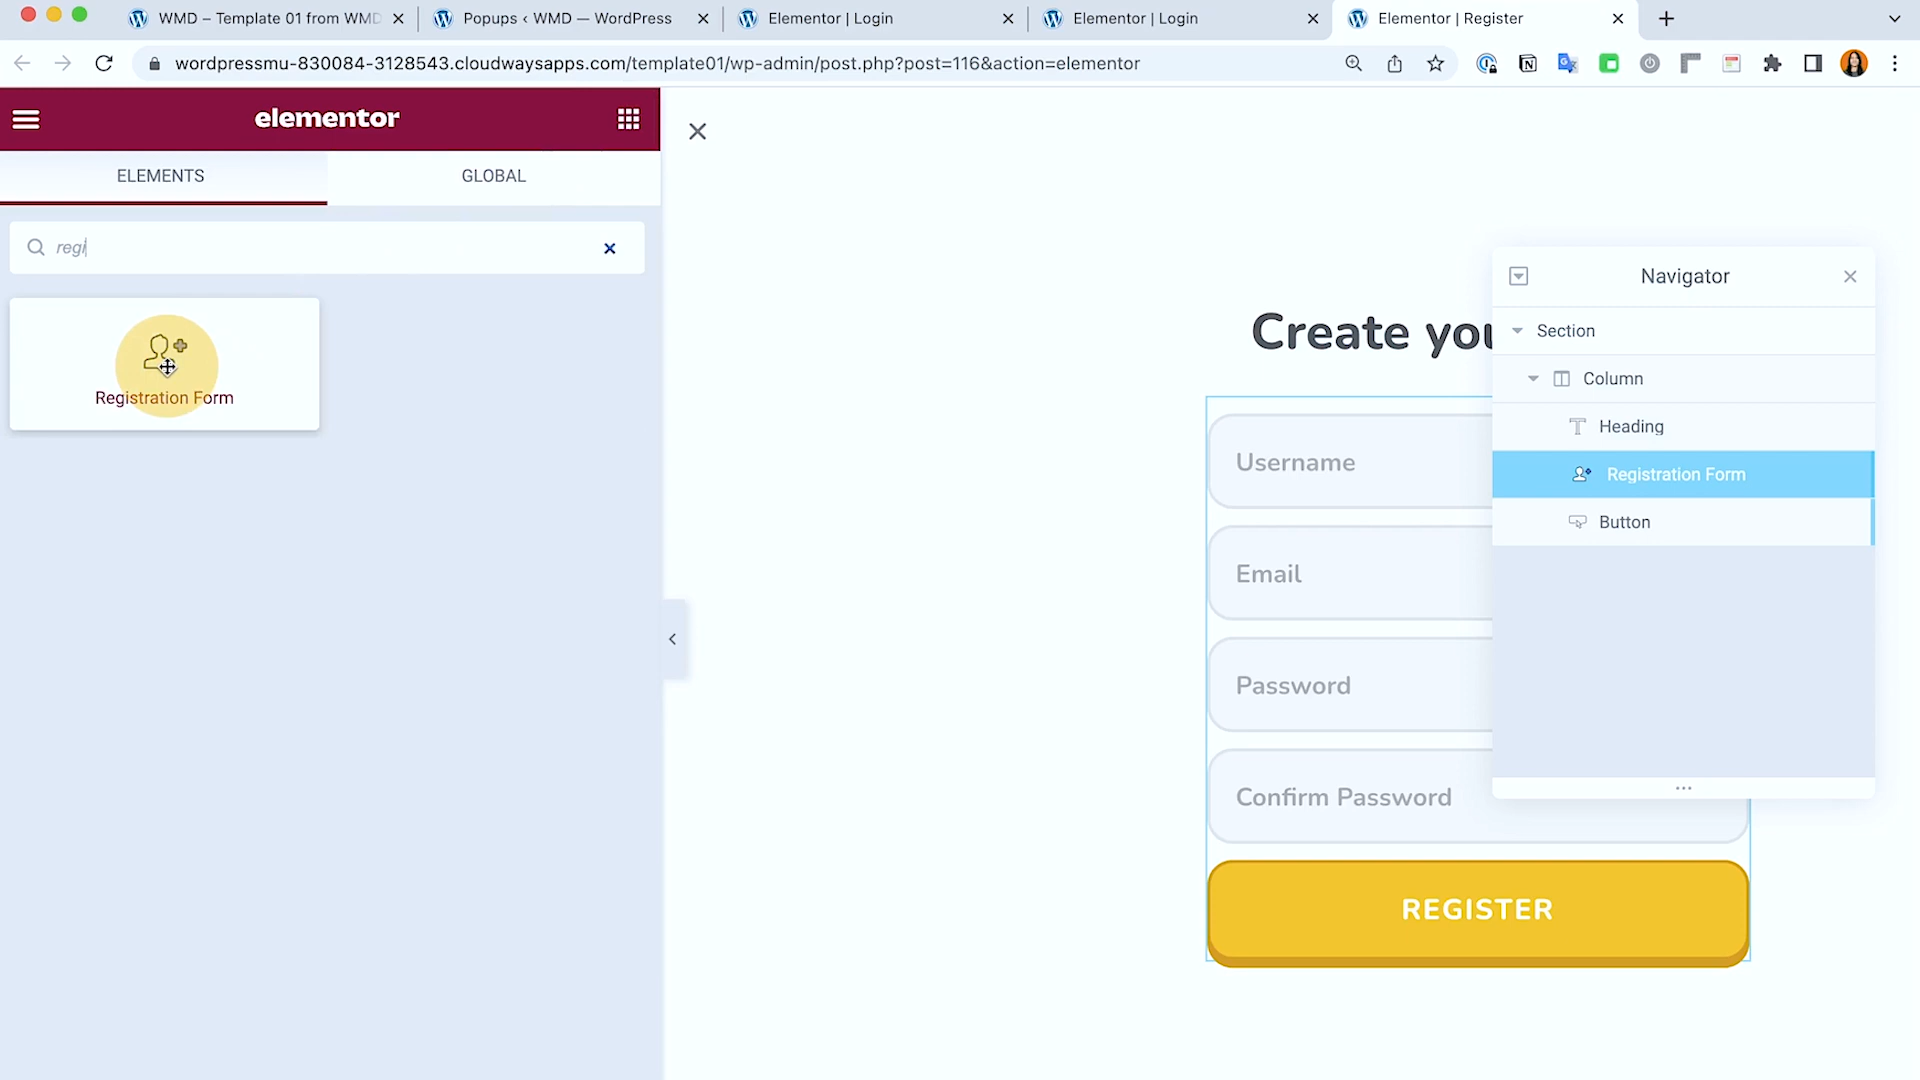 WMD – Template 01 from WMD
Popups ‹ WMD — WordPress
Elementor | Login
Elementor | Login
Elementor | Register
wordpressmu-830084-3128543.cloudwaysapps.com/template01/wp-admin/post.php?post=116&action=elementor
elementor
ELEMENTS
GLOBAL
regi
Registration Form
Create you
Username
Email
Password
Confirm Password
REGISTER
Navigator
Section
Column
Heading
Registration Form
Button